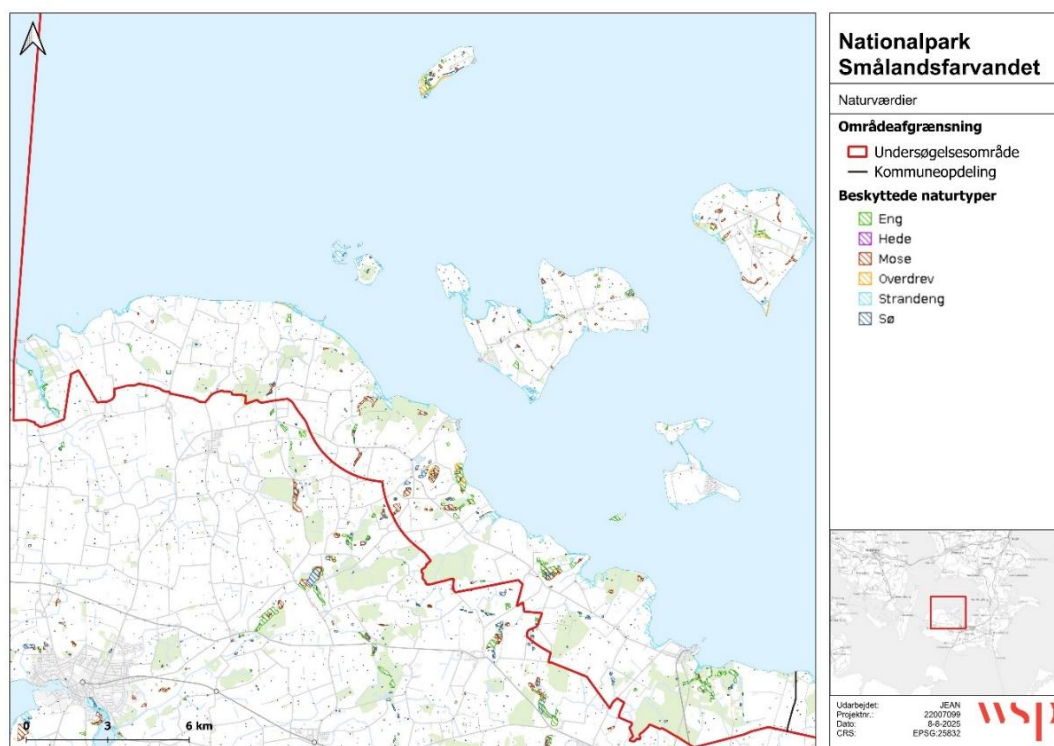 Nationalpark
Smålandsfarvandet
Naturværdier
Områdeafgrænsning
Undersøgelsesområde
Kommuneopdeling
Beskyttede naturtyper
Eng
Hede
Mose
Overdrev
Strandeng
Sø
0 3 6 km
Udarbejdet: JEAN
Projektnr.: 22007099
Dato: 8-8-2025
CRS: EPSG:25832
wsp